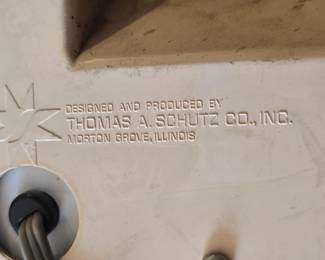 DESIGNED AND PRODUCED BY
THOMAS A. SCHUTZ CO., INC.
MORTON GROVE, ILLINOIS